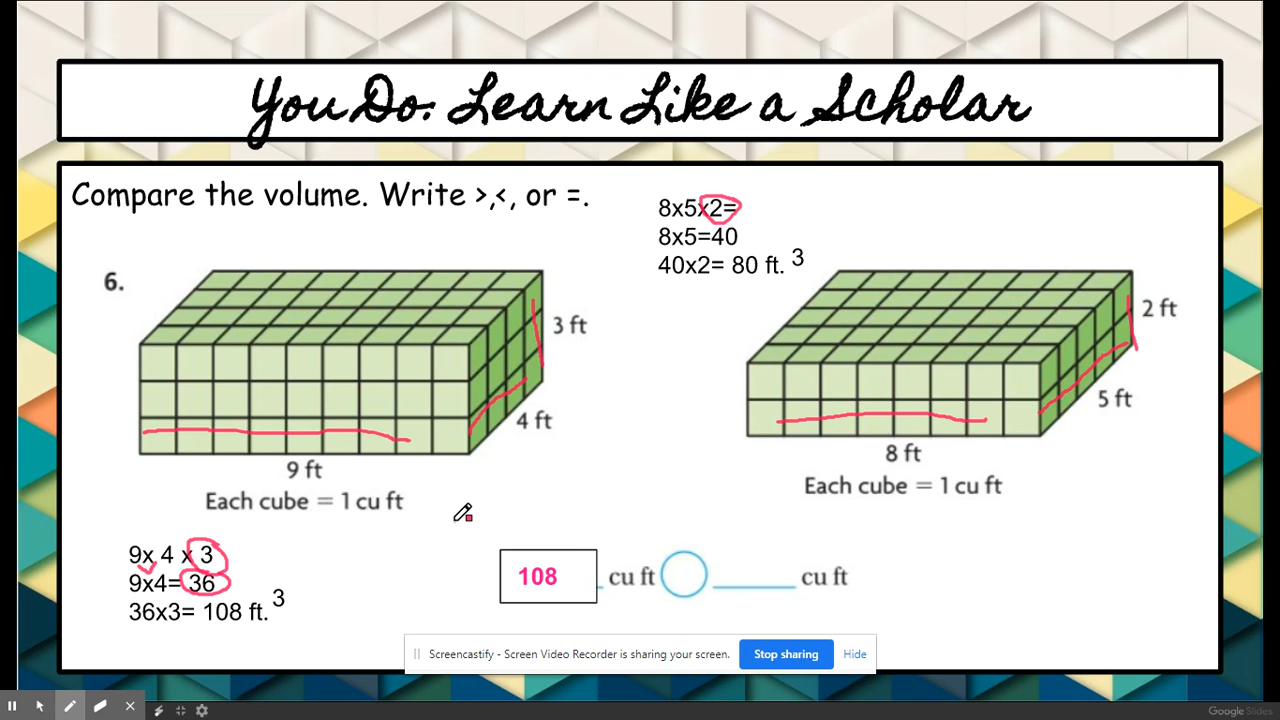 You Do: Learn Like a Scholar
Compare the volume. Write >,<, or =.
8x5x2=
8x5=40
40x2= 80 ft. 3
6.
3 ft
4 ft
9 ft
Each cube = 1 cu ft
2 ft
5 ft
8 ft
Each cube = 1 cu ft
9x 4 x 3
9x4= 36
36x3= 108 ft. 3
108 cu ft ______ cu ft
Screencastify - Screen Video Recorder is sharing your screen. Stop sharing Hide
Google Slides